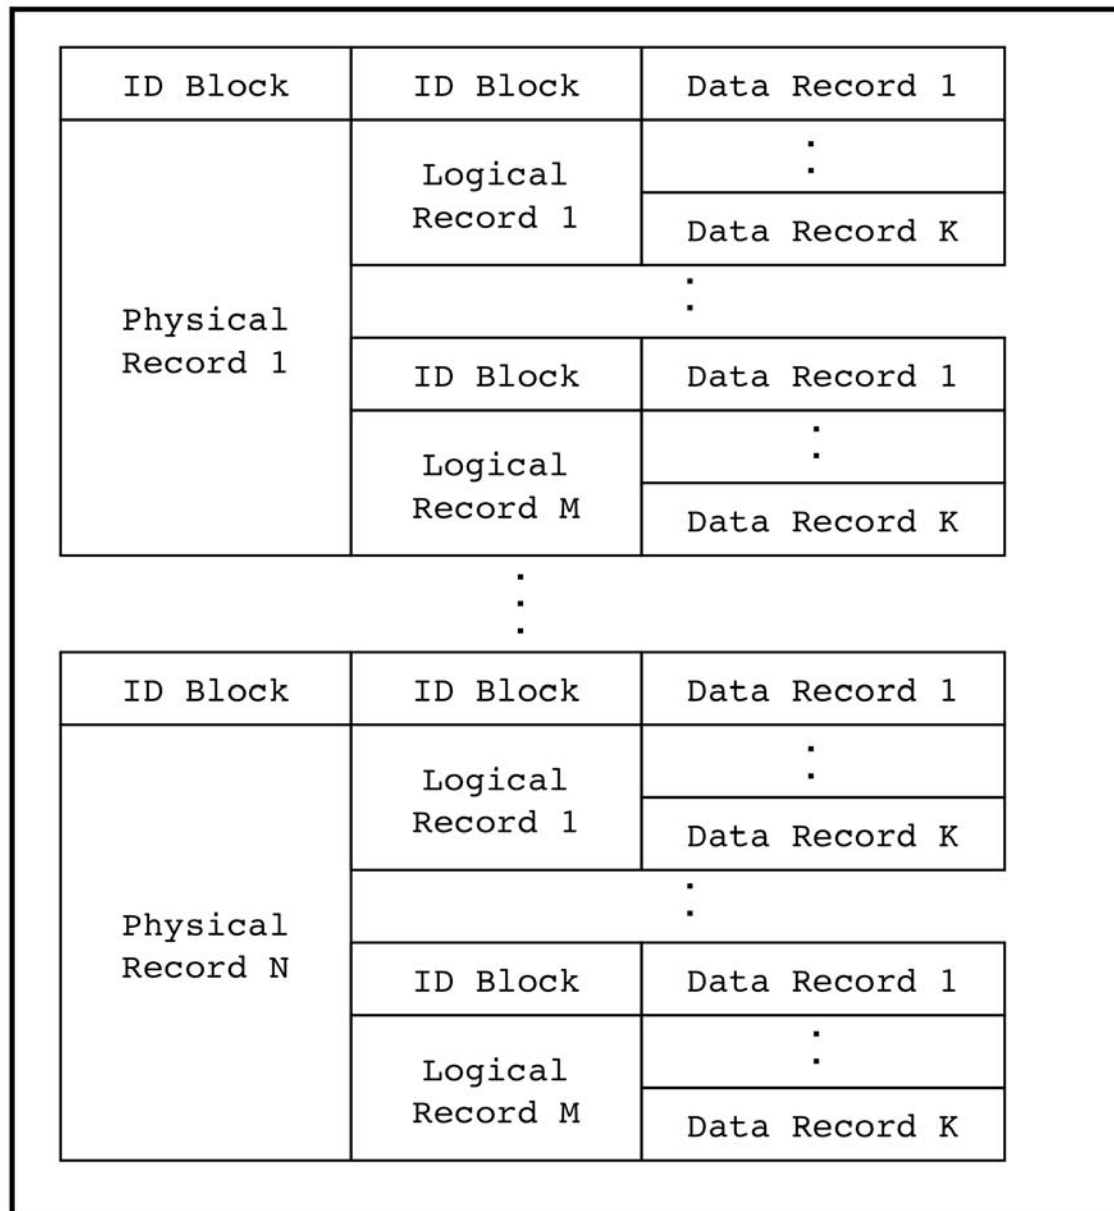 ID Block ID Block Data Record 1
:
Logical
Record 1
Data Record K
:
Physical
Record 1
ID Block Data Record 1
:
Logical
Record M
Data Record K
⋮
ID Block ID Block Data Record 1
:
Logical
Record 1
Data Record K
:
Physical
Record N
ID Block Data Record 1
:
Logical
Record M
Data Record K